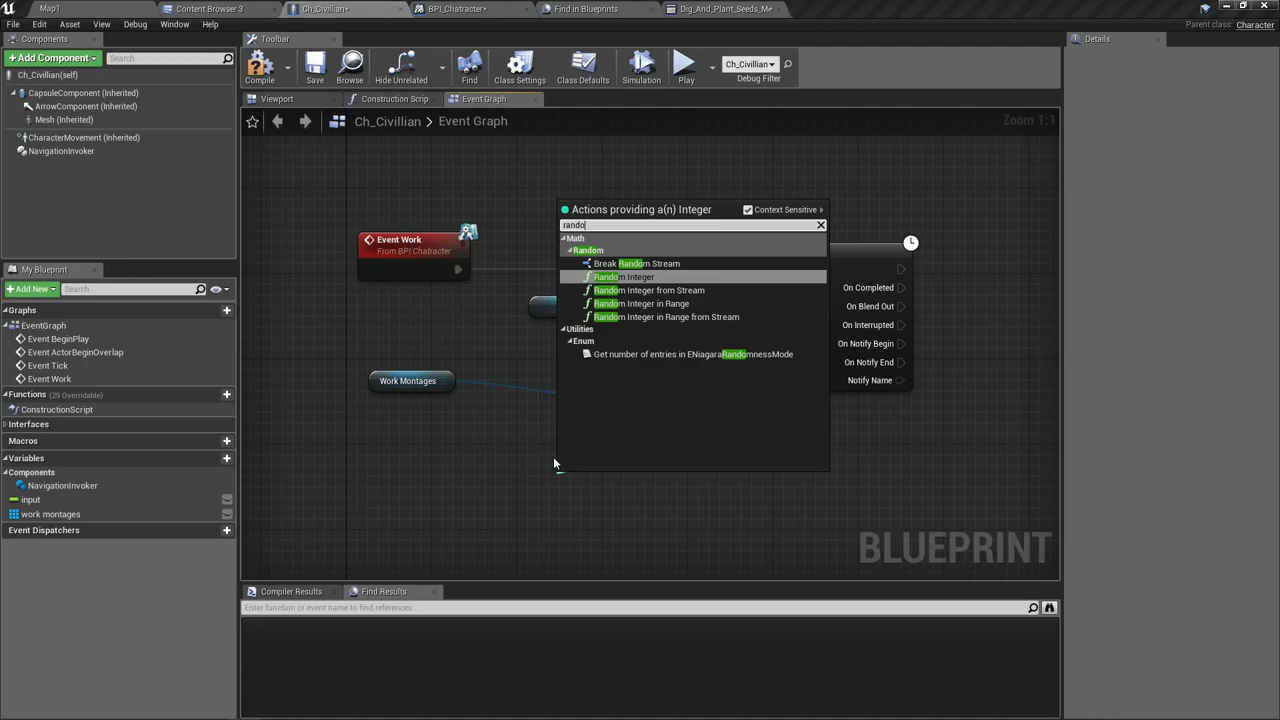 Map1
Content Browser 3
Ch_Civillian*
BPI_Chatracter*
Find in Blueprints
Dig_And_Plant_Seeds_M•
File Edit Asset View Debug Window Help
Parent class: Character
Components
+ Add Component
Search
Ch_Civillian(self)
CapsuleComponent (Inherited)
ArrowComponent (Inherited)
Mesh (Inherited)
CharacterMovement (Inherited)
NavigationInvoker
Toolbar
Compile
Save
Browse
Hide Unrelated
Find
Class Settings
Class Defaults
Simulation
Play
Ch_Civillian
Debug Filter
Details
Viewport
Construction Scrip
Event Graph
Ch_Civillian > Event Graph
Zoom 1:1
Event Work
From BPI Chatracter
Work Montages
Actions providing a(n) Integer
Context Sensitive
rando
Math
Random
Break Random Stream
Random Integer
Random Integer from Stream
Random Integer in Range
Random Integer in Range from Stream
Utilities
Enum
Get number of entries in ENiagaraRandomnessMode
On Completed
On Blend Out
On Interrupted
On Notify Begin
On Notify End
Notify Name
BLUEPRINT
My Blueprint
+ Add New
Search
Graphs
EventGraph
Event BeginPlay
Event ActorBeginOverlap
Event Tick
Event Work
Functions (29 Overridable)
ConstructionScript
Interfaces
Macros
Variables
Components
NavigationInvoker
input
work montages
Event Dispatchers
Compiler Results
Find Results
Enter function or event name to find references...